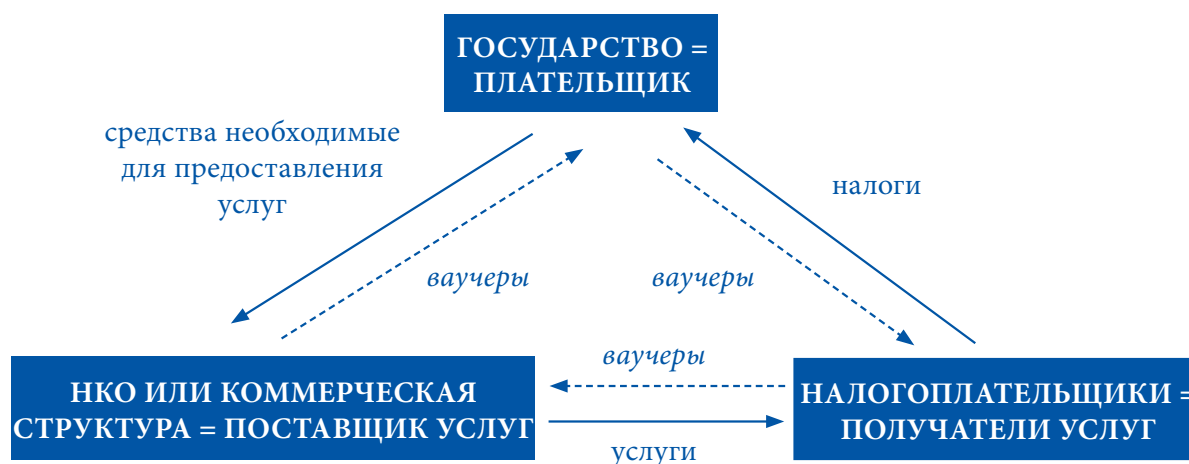 ГОСУДАРСТВО =
ПЛАТЕЛЬЩИК
средства необходимые
для предоставления
услуг
налоги
ваучеры
ваучеры
ваучеры
НКО ИЛИ КОММЕРЧЕСКАЯ
СТРУКТУРА = ПОСТАВЩИК УСЛУГ
НАЛОГОПЛАТЕЛЬЩИКИ =
ПОЛУЧАТЕЛИ УСЛУГ
услуги